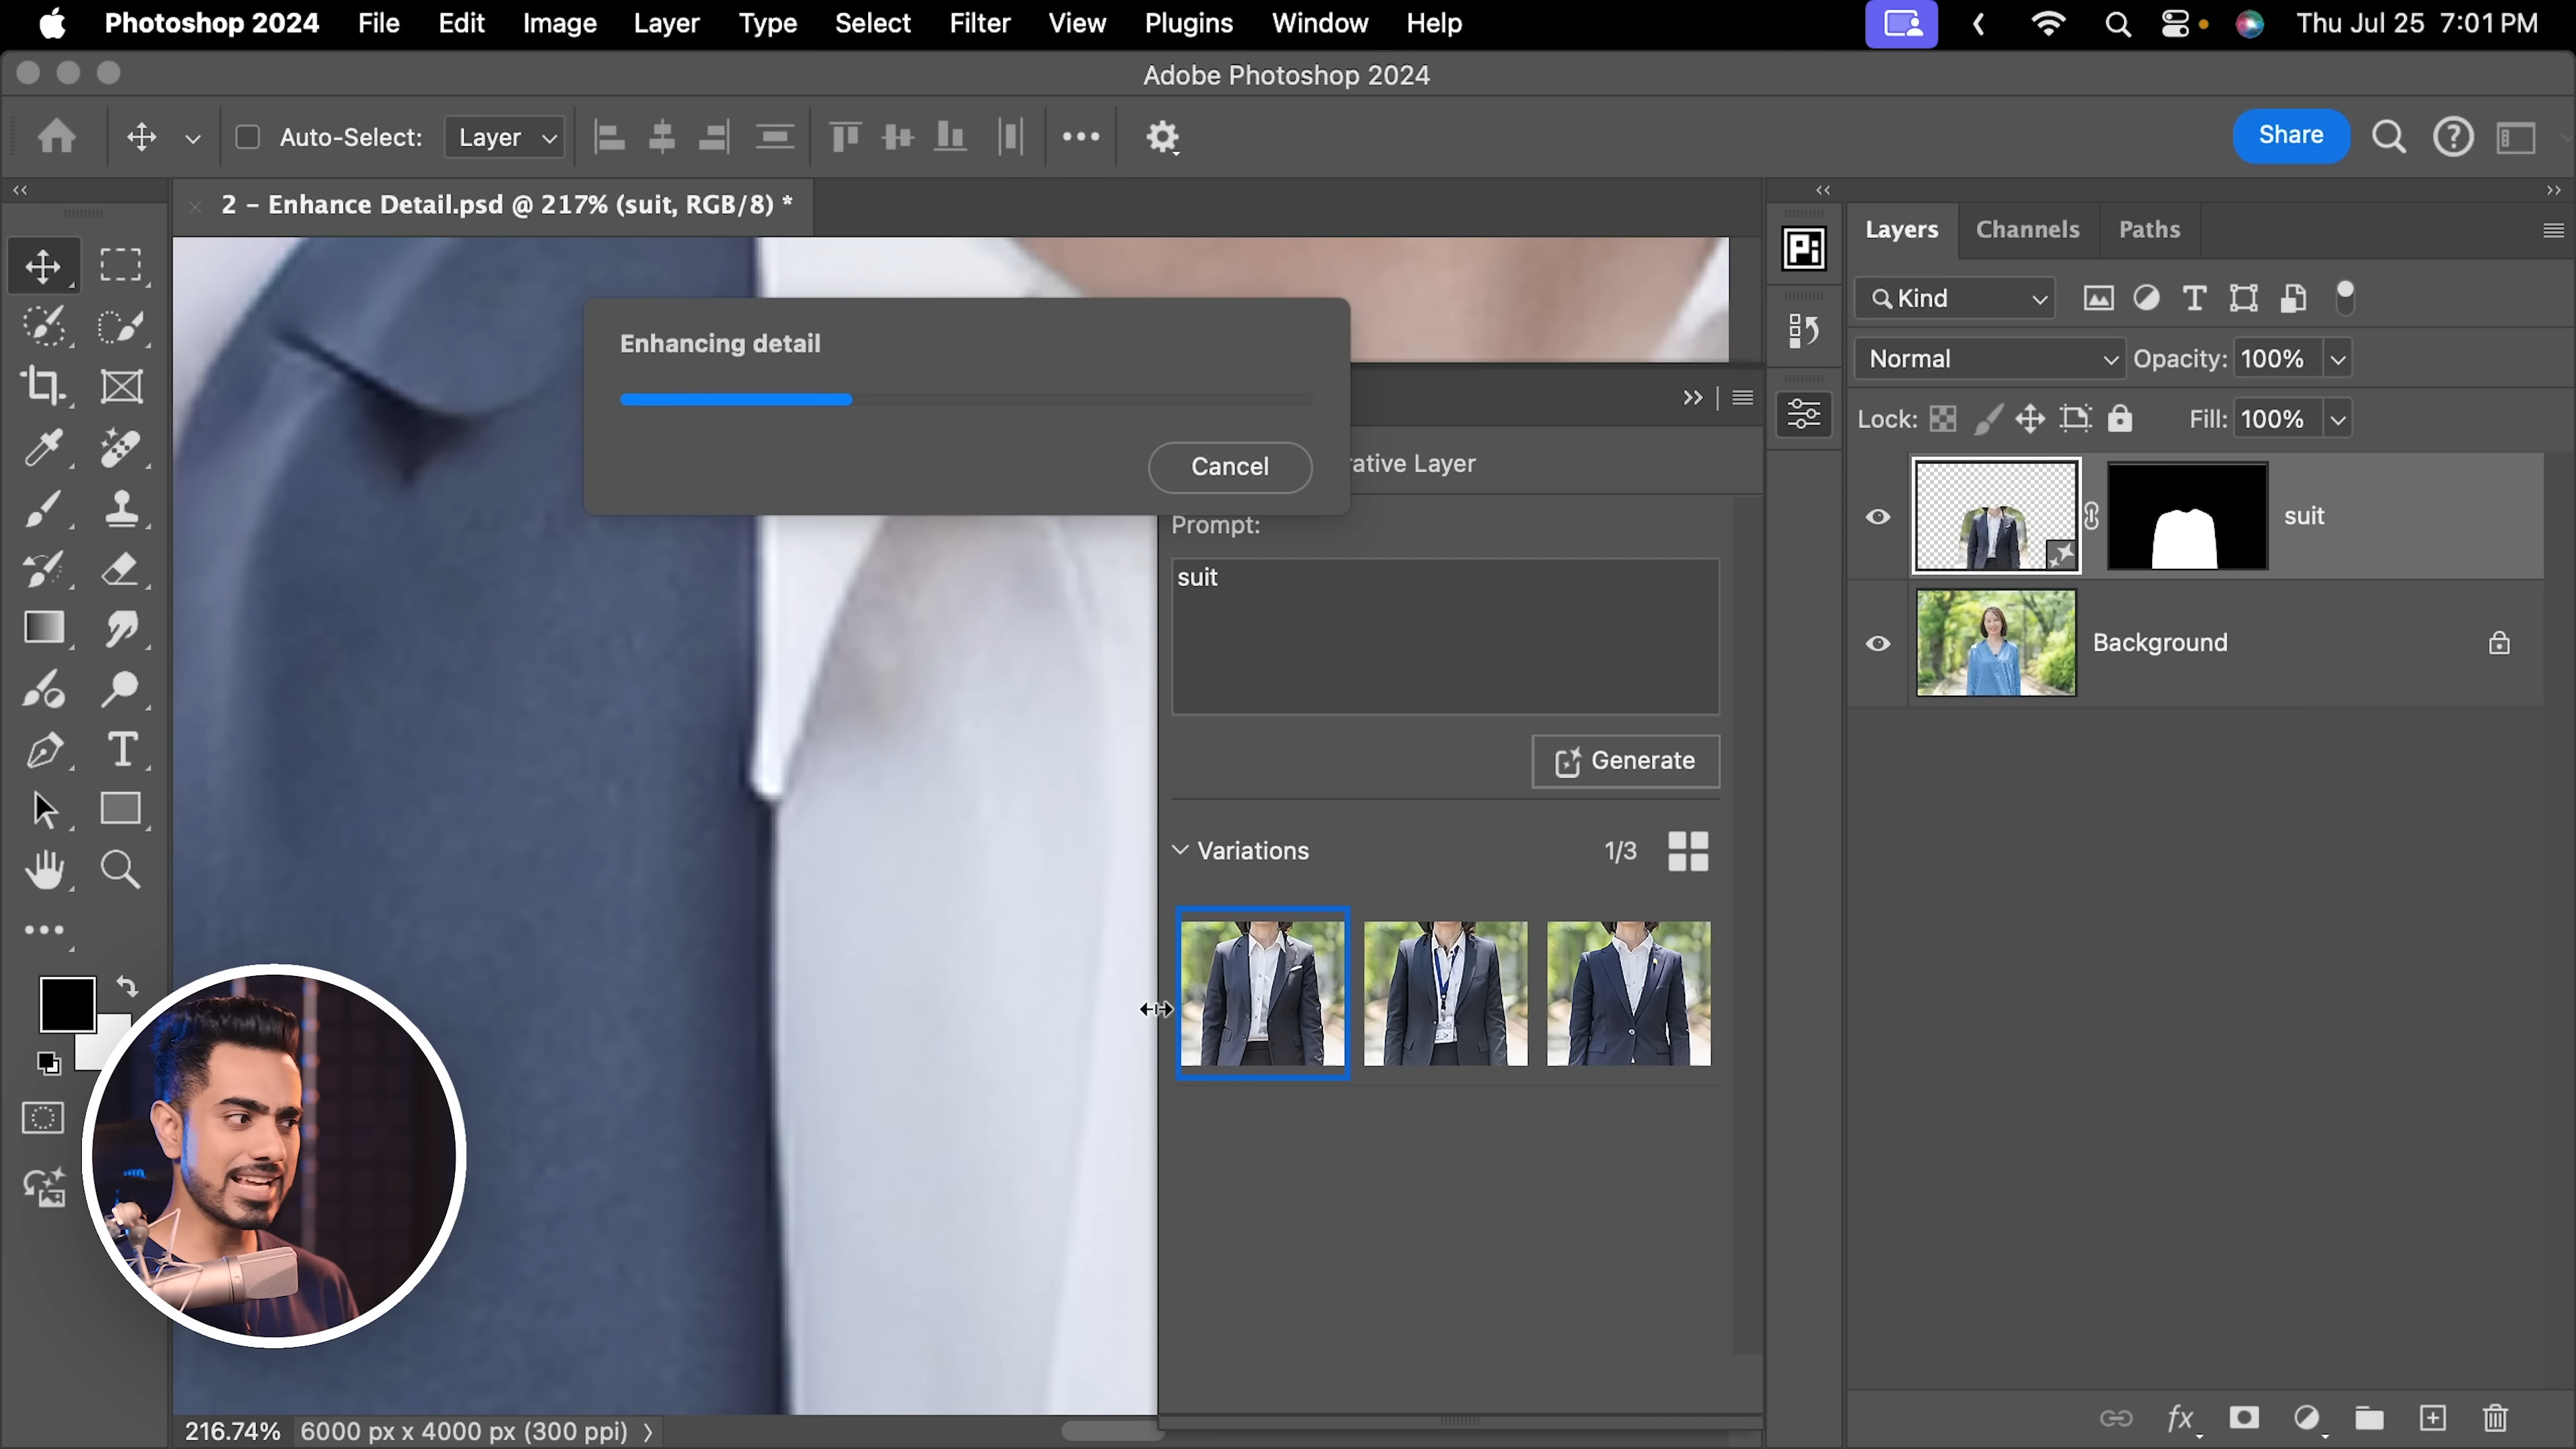 Photoshop 2024 File Edit Image Layer Type Select Filter View Plugins Window Help Thu Jul 25 7:01 PM
Adobe Photoshop 2024
Auto-Select: Layer Share
2 – Enhance Detail.psd @ 217% (suit, RGB/8) *
Enhancing detail
Cancel
rative Layer
Prompt:
suit
Generate
Variations 1/3
216.74% 6000 px x 4000 px (300 ppi)
Pi
Layers Channels Paths
Kind
Normal Opacity: 100%
Lock: Fill: 100%
suit
Background
fx